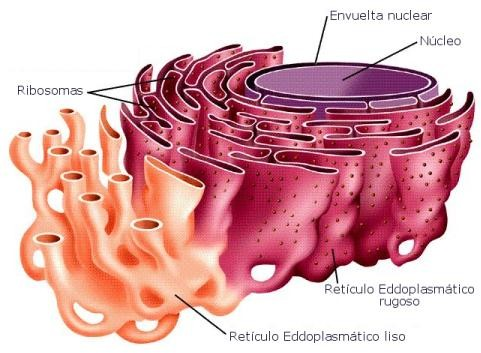 Envuelta nuclear
Núcleo
Ribosomas
Retículo Eddoplasmático
rugoso
Retículo Eddoplasmático liso